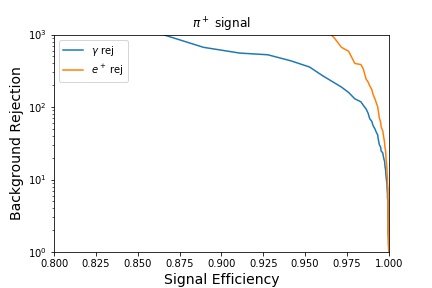 π⁺ signal
γ rej
e⁺ rej
Background Rejection
10³
10²
10¹
10⁰
0.800 0.825 0.850 0.875 0.900 0.925 0.950 0.975 1.000
Signal Efficiency